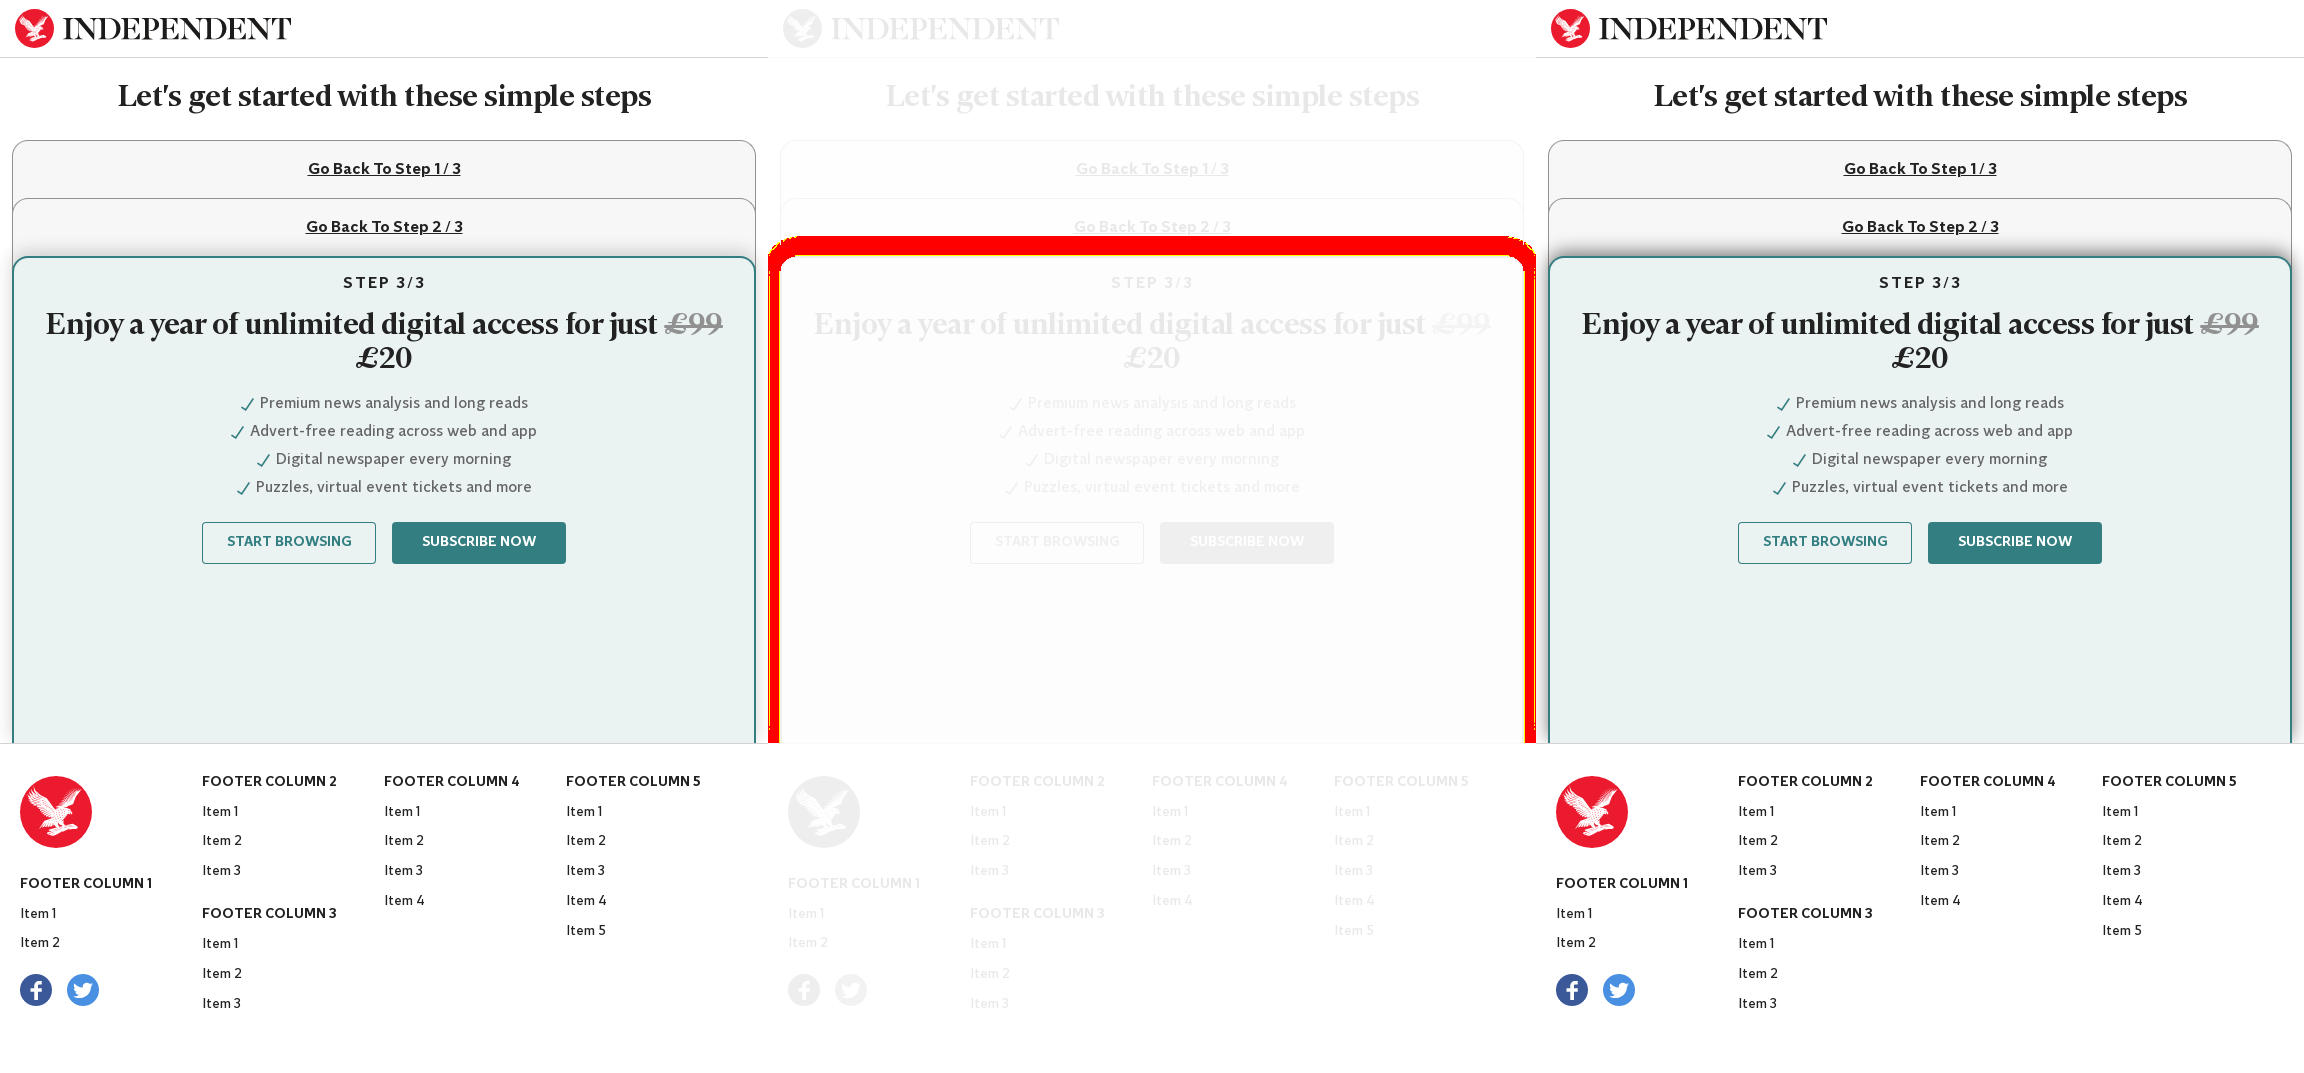 INDEPENDENT
Let's get started with these simple steps
Go Back To Step 1 / 3
Go Back To Step 2 / 3
STEP 3/3
Enjoy a year of unlimited digital access for just £99
£20
Premium news analysis and long reads
Advert-free reading across web and app
Digital newspaper every morning
Puzzles, virtual event tickets and more
START BROWSING
SUBSCRIBE NOW
FOOTER COLUMN 1
Item 1
Item 2
FOOTER COLUMN 2
Item 1
Item 2
Item 3
FOOTER COLUMN 3
Item 1
Item 2
Item 3
FOOTER COLUMN 4
Item 1
Item 2
Item 3
Item 4
FOOTER COLUMN 5
Item 1
Item 2
Item 3
Item 4
Item 5
INDEPENDENT
Let's get started with these simple steps
Go Back To Step 1 / 3
Go Back To Step 2 / 3
STEP 3/3
Enjoy a year of unlimited digital access for just £99
£20
Premium news analysis and long reads
Advert-free reading across web and app
Digital newspaper every morning
Puzzles, virtual event tickets and more
START BROWSING
SUBSCRIBE NOW
FOOTER COLUMN 1
Item 1
Item 2
FOOTER COLUMN 2
Item 1
Item 2
Item 3
FOOTER COLUMN 3
Item 1
Item 2
Item 3
FOOTER COLUMN 4
Item 1
Item 2
Item 3
Item 4
FOOTER COLUMN 5
Item 1
Item 2
Item 3
Item 4
Item 5
INDEPENDENT
Let's get started with these simple steps
Go Back To Step 1 / 3
Go Back To Step 2 / 3
STEP 3/3
Enjoy a year of unlimited digital access for just £99
£20
Premium news analysis and long reads
Advert-free reading across web and app
Digital newspaper every morning
Puzzles, virtual event tickets and more
START BROWSING
SUBSCRIBE NOW
FOOTER COLUMN 1
Item 1
Item 2
FOOTER COLUMN 2
Item 1
Item 2
Item 3
FOOTER COLUMN 3
Item 1
Item 2
Item 3
FOOTER COLUMN 4
Item 1
Item 2
Item 3
Item 4
FOOTER COLUMN 5
Item 1
Item 2
Item 3
Item 4
Item 5